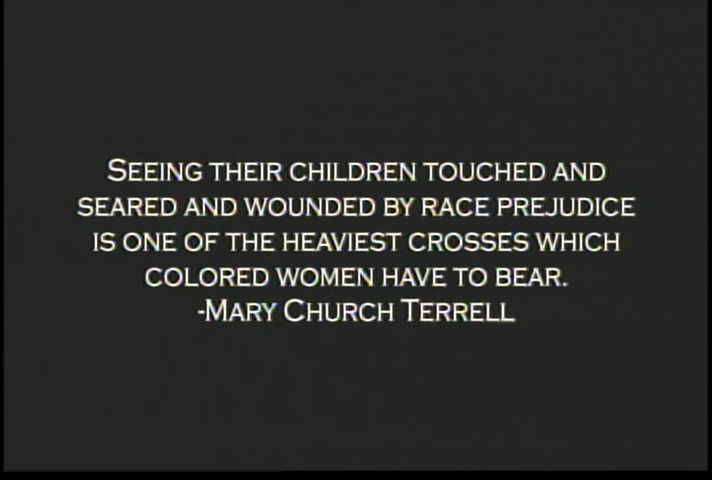 Seeing their children touched and
seared and wounded by race prejudice
is one of the heaviest crosses which
colored women have to bear.
-Mary Church Terrell